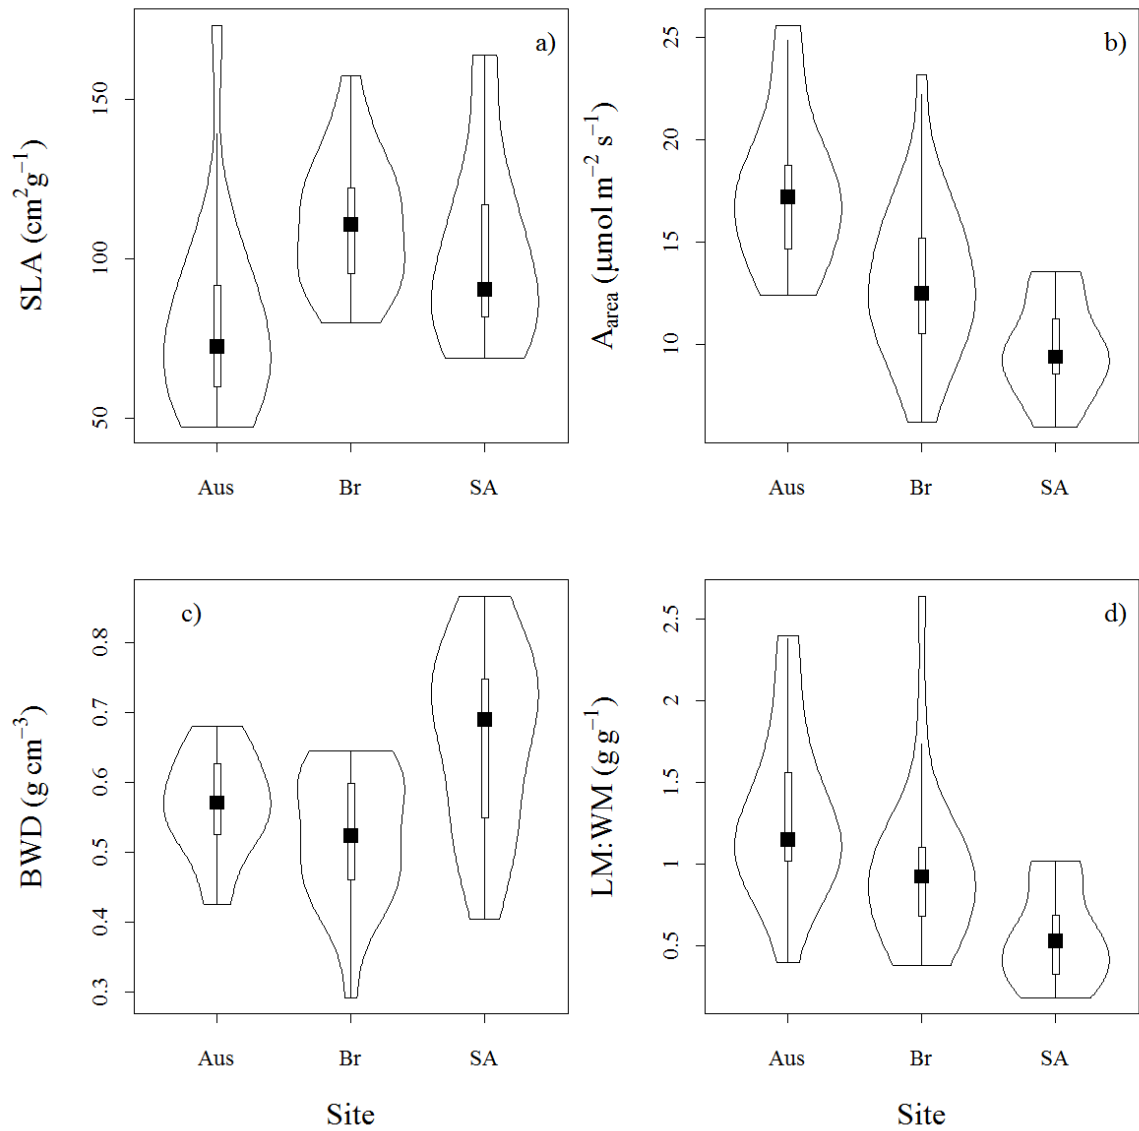 a)
SLA (cm²g⁻¹)
150
100
50
Aus Br SA
b)
A_area (μmol m⁻² s⁻¹)
25
20
15
10
Aus Br SA
c)
BWD (g cm⁻³)
0.8
0.7
0.6
0.5
0.4
0.3
Aus Br SA
Site
d)
LM:WM (g g⁻¹)
2.5
2
1.5
1
0.5
Aus Br SA
Site